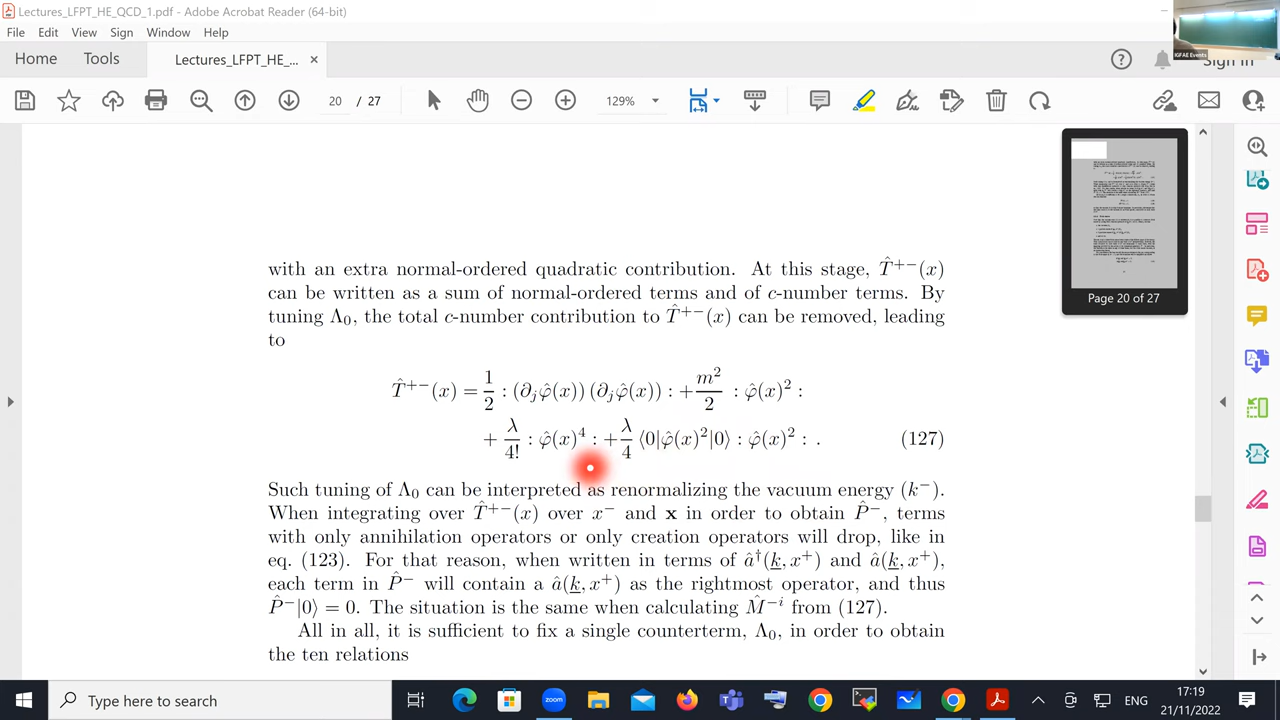 Lectures_LFPT_HE_QCD_1.pdf - Adobe Acrobat Reader (64-bit)
File Edit View Sign Window Help
Home Tools Lectures_LFPT_HE_... × Sign In
IGFAE Events
20 / 27 129%
Page 20 of 27
with an extra normal-ordered quadratic contribution. At this stage, T̂⁺⁻(x)
can be written as a sum of normal-ordered terms and of c-number terms. By
tuning Λ₀, the total c-number contribution to T̂⁺⁻(x) can be removed, leading
to
T̂⁺⁻(x) = 1/2 : (∂ⱼφ̂(x)) (∂ⱼφ̂(x)) : + m²/2 : φ̂(x)² :
+ λ/4! : φ̂(x)⁴ : + λ/4 ⟨0|φ̂(x)²|0⟩ : φ̂(x)² : . (127)
Such tuning of Λ₀ can be interpreted as renormalizing the vacuum energy (k⁻).
When integrating over T̂⁺⁻(x) over x⁻ and 𝐱 in order to obtain P̂⁻, terms
with only annihilation operators or only creation operators will drop, like in
eq. (123). For that reason, when written in terms of â†(k̲, x⁺) and â(k̲, x⁺),
each term in P̂⁻ will contain a â(k̲, x⁺) as the rightmost operator, and thus
P̂⁻|0⟩ = 0. The situation is the same when calculating M̂⁻ⁱ from (127).
All in all, it is sufficient to fix a single counterterm, Λ₀, in order to obtain
the ten relations
Type here to search
zoom
ENG
17:19
21/11/2022